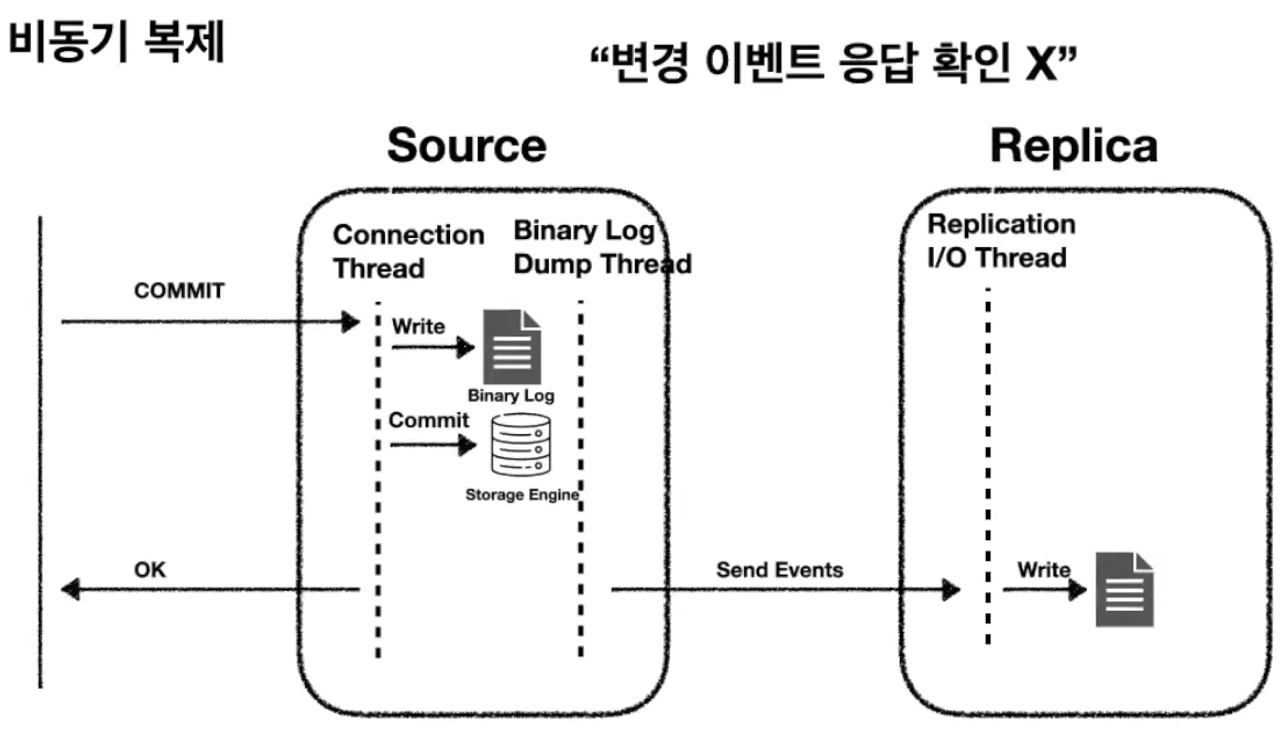 비동기 복제
“변경 이벤트 응답 확인 X”
Source
Replica
Connection
Thread
Binary Log
Dump Thread
Replication
I/O Thread
COMMIT
Write
Binary Log
Commit
Storage Engine
OK
Send Events
Write